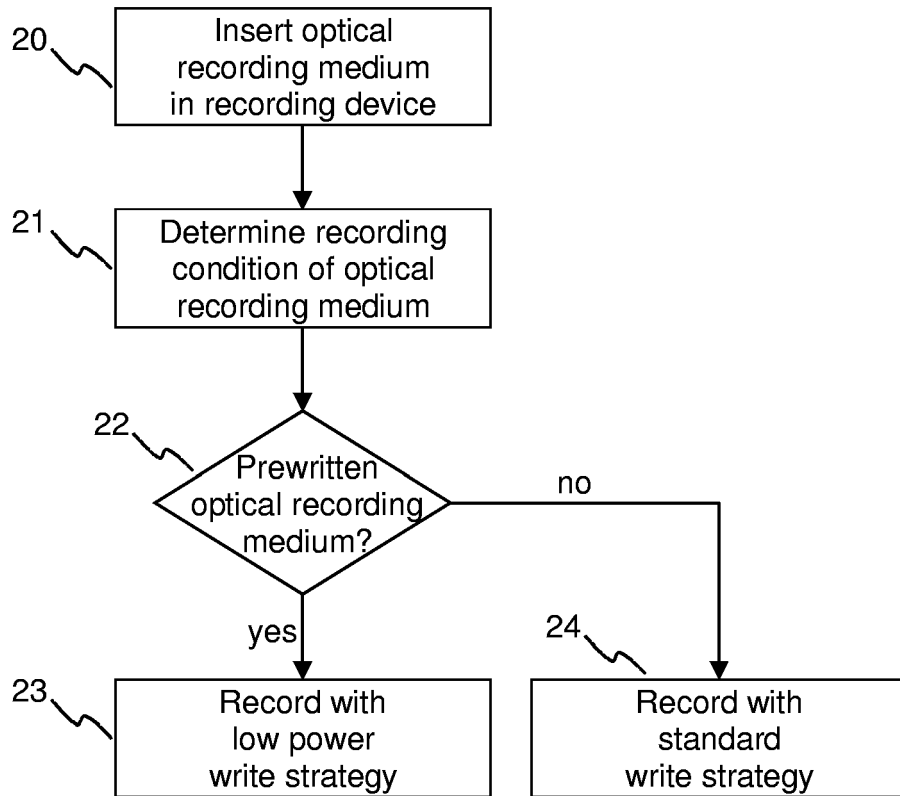 20
Insert optical
recording medium
in recording device
21
Determine recording
condition of optical
recording medium
22
Prewritten
optical recording
medium?
no
yes
24
23
Record with
low power
write strategy
Record with
standard
write strategy